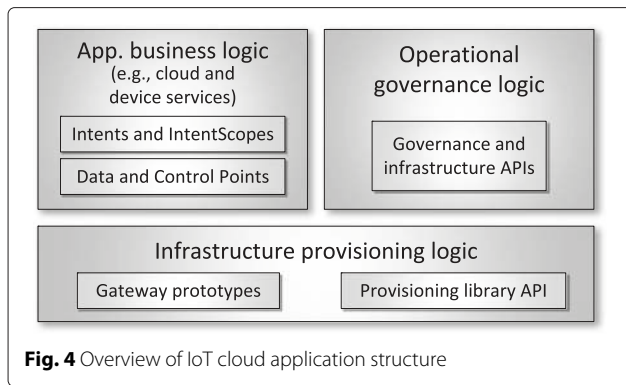 App. business logic
(e.g., cloud and
device services)
Intents and IntentScopes
Data and Control Points
Operational
governance logic
Governance and
infrastructure APIs
Infrastructure provisioning logic
Gateway prototypes
Provisioning library API
Fig. 4 Overview of IoT cloud application structure